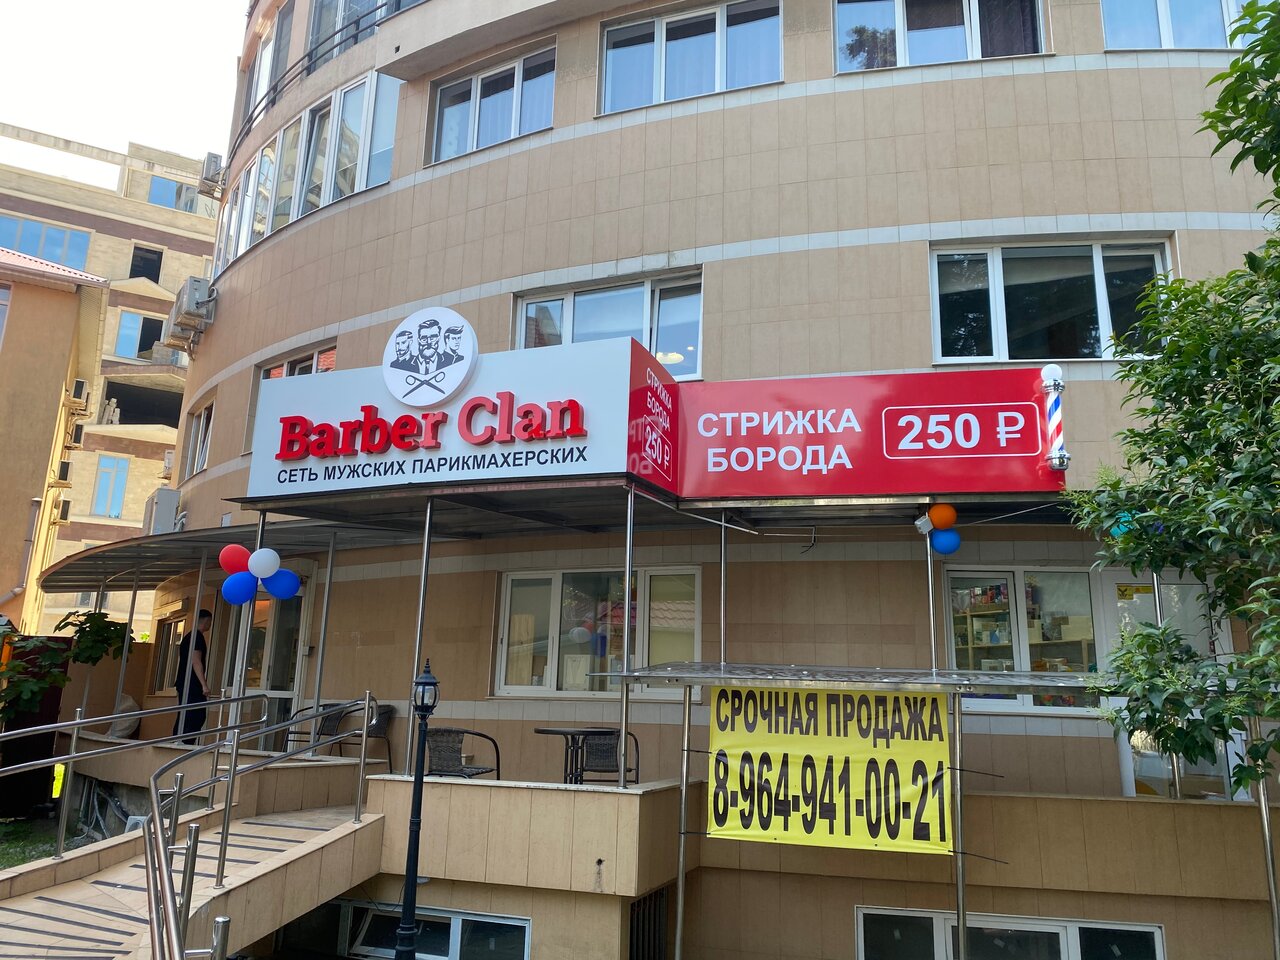 Barber Clan
СЕТЬ МУЖСКИХ ПАРИКМАХЕРСКИХ
СТРИЖКА
БОРОДА
250 ₽
СТРИЖКА
БОРОДА
250 ₽
СРОЧНАЯ ПРОДАЖА
8-964-941-00-21